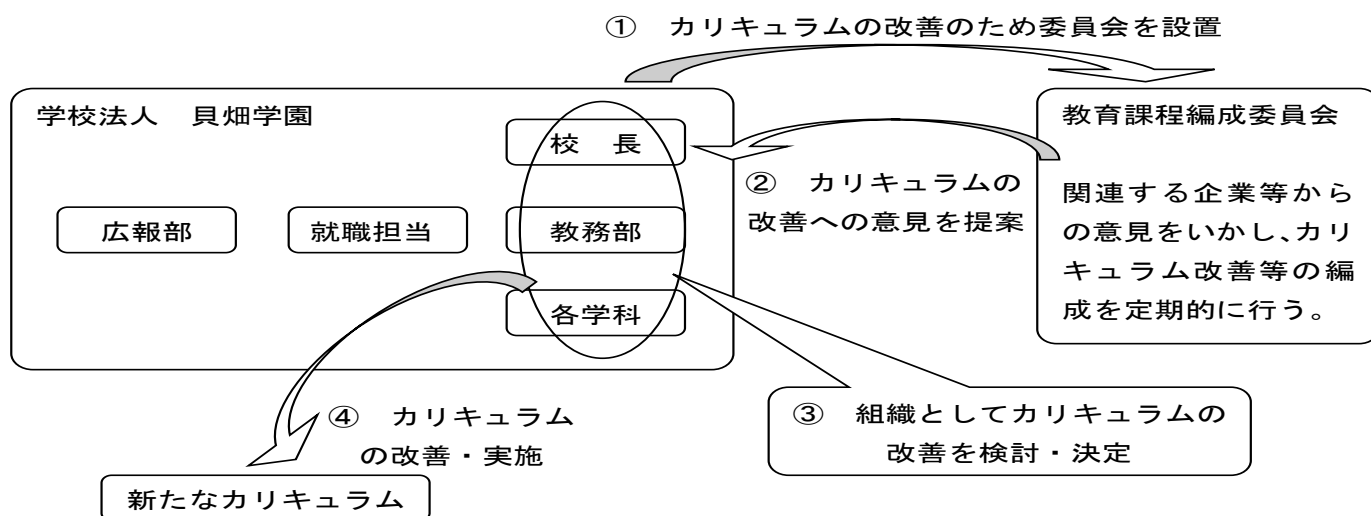 ①　カリキュラムの改善のため委員会を設置
学校法人　貝畑学園
校　長
広報部
就職担当
教務部
各学科
教育課程編成委員会
関連する企業等から
の意見をいかし、カリ
キュラム改善等の編
成を定期的に行う。
②　カリキュラムの
改善への意見を提案
③　組織としてカリキュラムの
改善を検討・決定
④　カリキュラム
の改善・実施
新たなカリキュラム